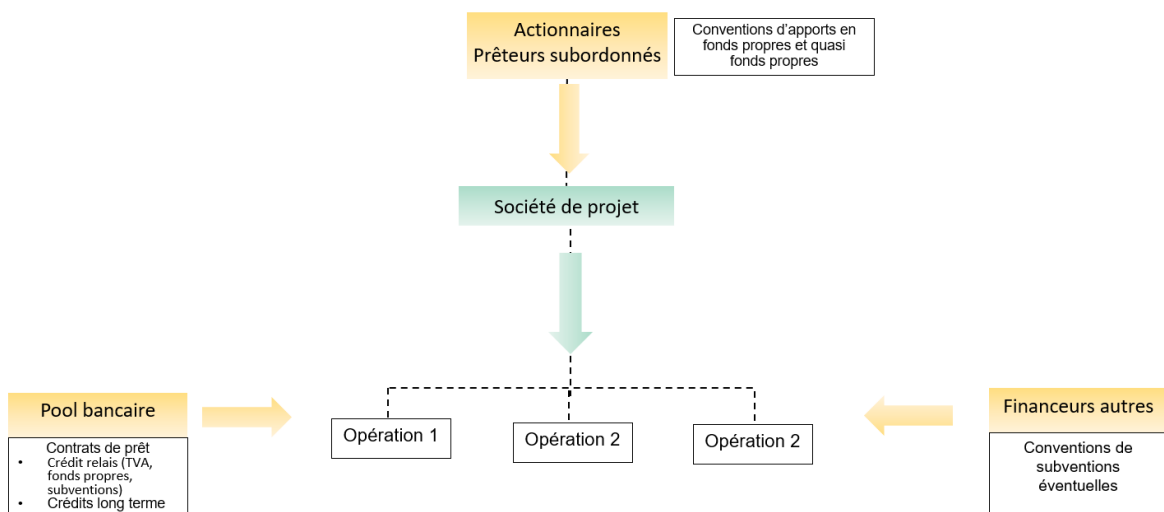 Actionnaires
Prêteurs subordonnés
Conventions d'apports en
fonds propres et quasi
fonds propres
Société de projet
Pool bancaire
Contrats de prêt
• Crédit relais (TVA,
fonds propres,
subventions)
• Crédits long terme
Opération 1
Opération 2
Opération 2
Financeurs autres
Conventions de
subventions
éventuelles